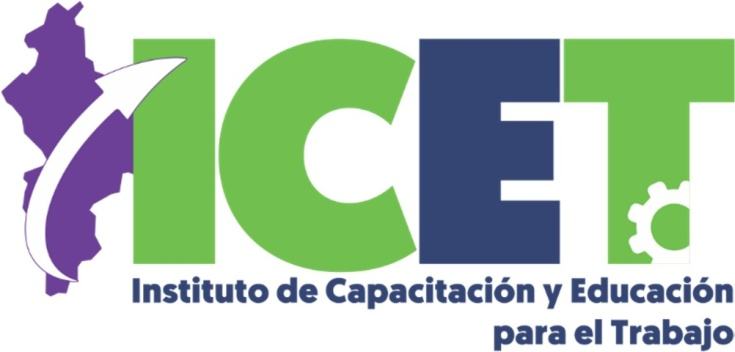 ICET
Instituto de Capacitación y Educación
para el Trabajo